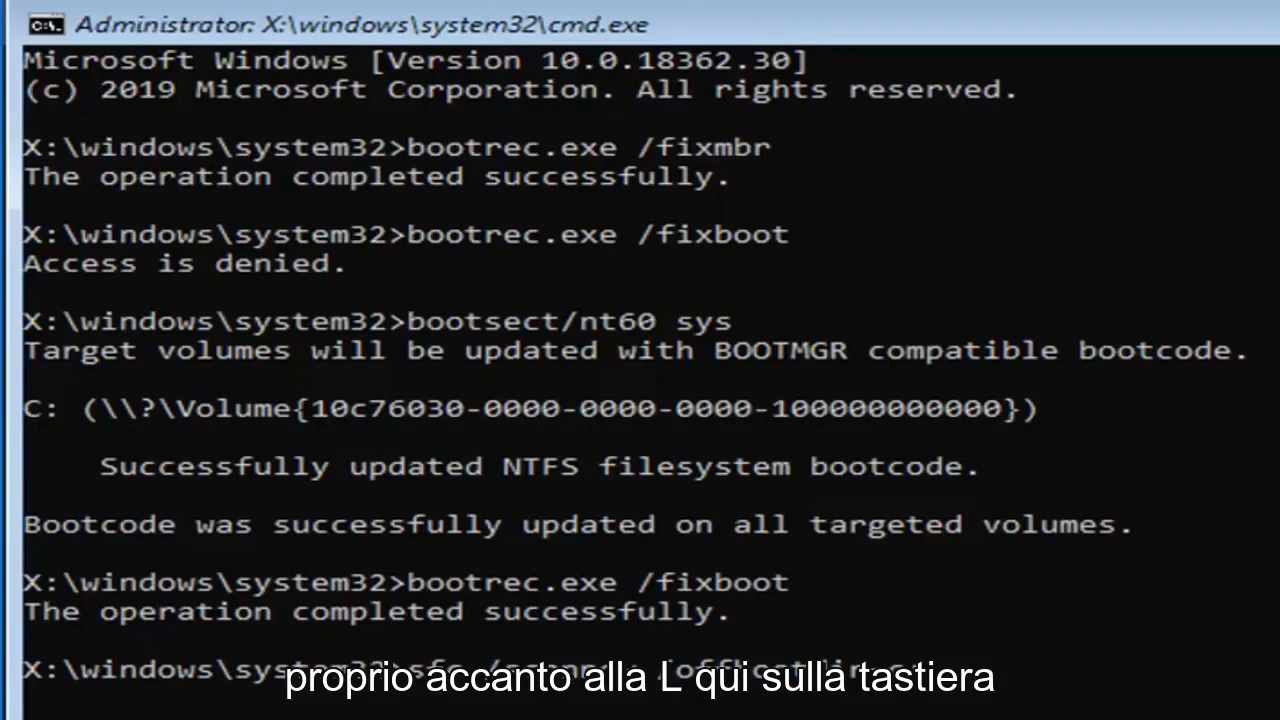 Administrator: X:\windows\system32\cmd.exe
Microsoft Windows [Version 10.0.18362.30]
(c) 2019 Microsoft Corporation. All rights reserved.
X:\windows\system32>bootrec.exe /fixmbr
The operation completed successfully.
X:\windows\system32>bootrec.exe /fixboot
Access is denied.
X:\windows\system32>bootsect/nt60 sys
Target volumes will be updated with BOOTMGR compatible bootcode.
C: (\\?\Volume{10c76030-0000-0000-0000-100000000000})
Successfully updated NTFS filesystem bootcode.
Bootcode was successfully updated on all targeted volumes.
X:\windows\system32>bootrec.exe /fixboot
The operation completed successfully.
X:\windows\system32>sfc /scannow
proprio accanto alla L qui sulla tastiera